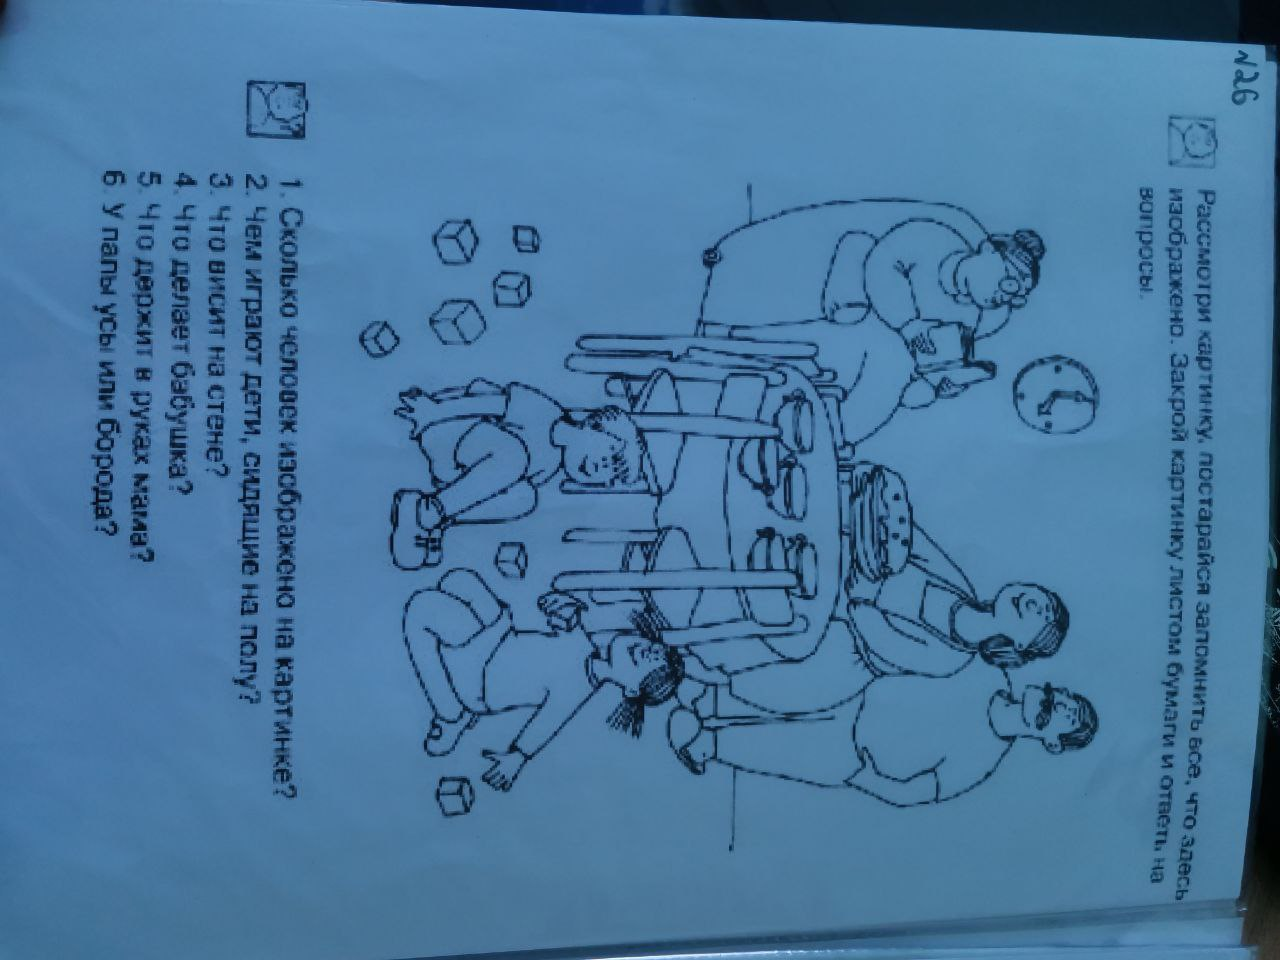 №26
Рассмотри картинку, постарайся запомнить все, что здесь
изображено. Закрой картинку листом бумаги и ответь на
вопросы.
1. Сколько человек изображено на картинке?
2. Чем играют дети, сидящие на полу?
3. Что висит на стене?
4. Что делает бабушка?
5. Что держит в руках мама?
6. У папы усы или борода?